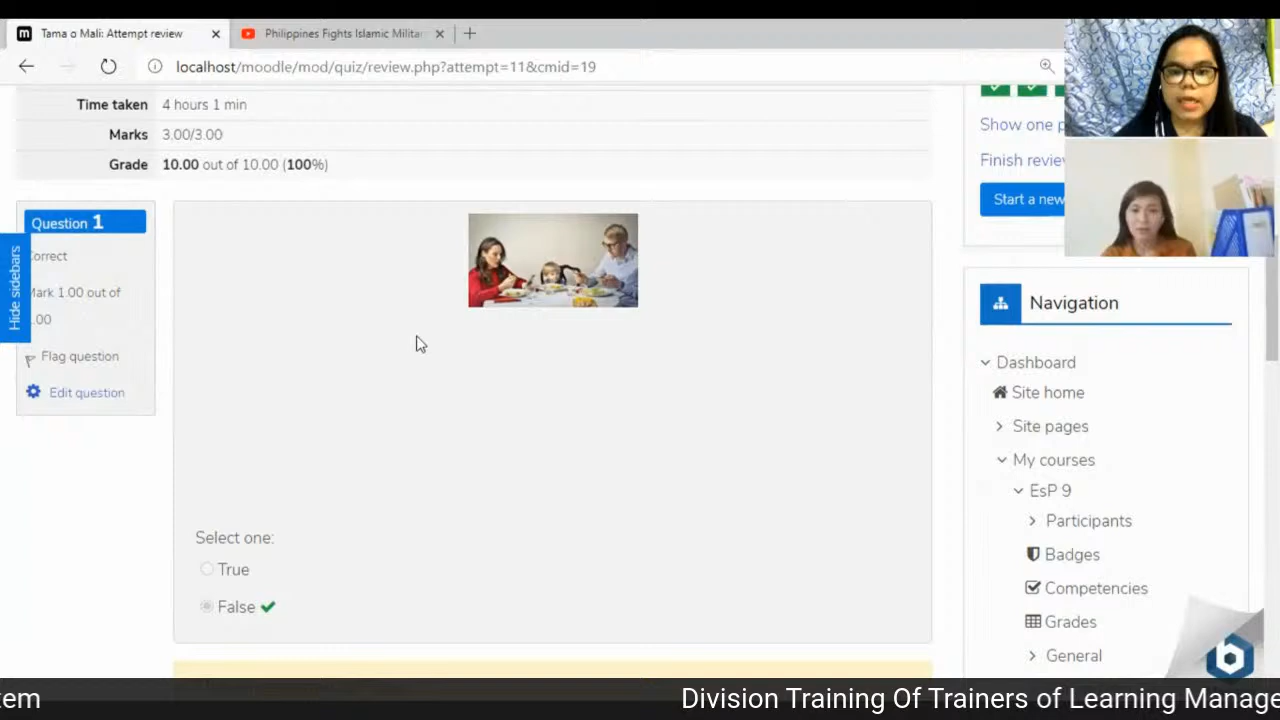 Tama o Mali: Attempt review
Philippines Fights Islamic Milita
localhost/moodle/mod/quiz/review.php?attempt=11&cmid=19
Time taken 4 hours 1 min
Marks 3.00/3.00
Grade 10.00 out of 10.00 (100%)
Show one p
Finish revie
Start a new
Question 1
Correct
Mark 1.00 out of
.00
Flag question
Edit question
Hide sidebars
Select one:
True
False
Navigation
Dashboard
Site home
Site pages
My courses
EsP 9
Participants
Badges
Competencies
Grades
General
tem
Division Training Of Trainers of Learning Manage